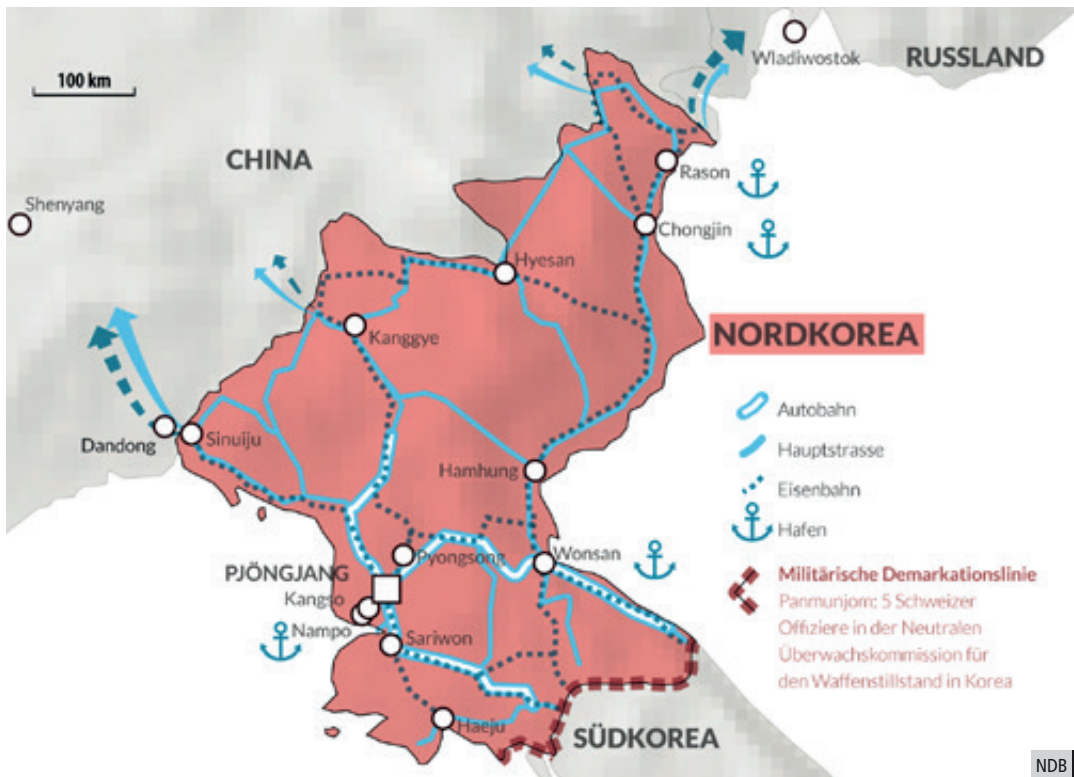 Wladiwostok
RUSSLAND
100 km
CHINA
Rason
Shenyang
Chongjin
Hyesan
NORDKOREA
Kanggye
Autobahn
Dandong
Sinuiju
Hauptstrasse
Hamhung
Eisenbahn
Hafen
Pyongsong
Wonsan
PJÖNGJANG
Kangso
Nampo
Sariwon
Militärische Demarkationslinie
Panmunjom: 5 Schweizer
Offiziere in der Neutralen
Überwachskommission für
den Waffenstillstand in Korea
Haeju
SÜDKOREA
NDB